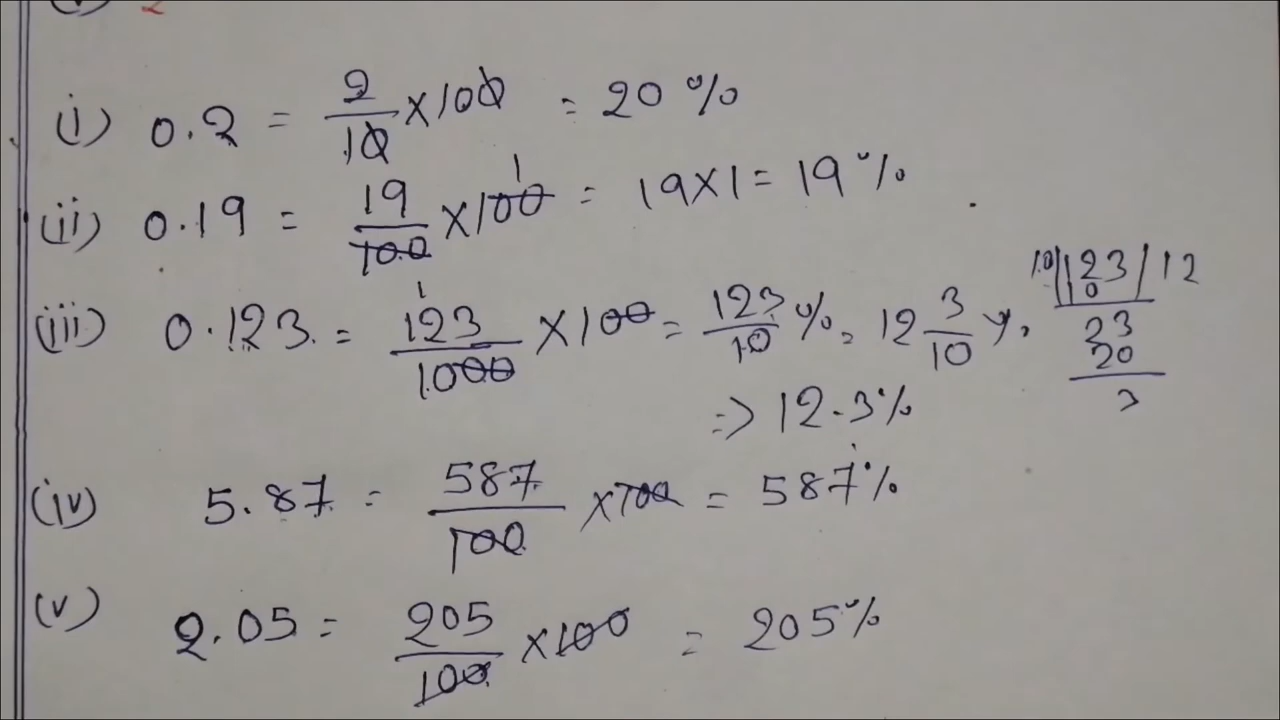 (i) 0.2 = 2/10 × 100 = 20 %
(ii) 0.19 = 19/100 × 100 1 = 19 × 1 = 19 %
(iii) 0.123 = 123/1000 × 100 = 123/10 % = 12 3/10 %
10 | 123 | 12
10
23
20
3
=> 12.3 %
(iv) 5.87 = 587/100 × 100 = 587 %
(v) 2.05 = 205/100 × 100 = 205 %